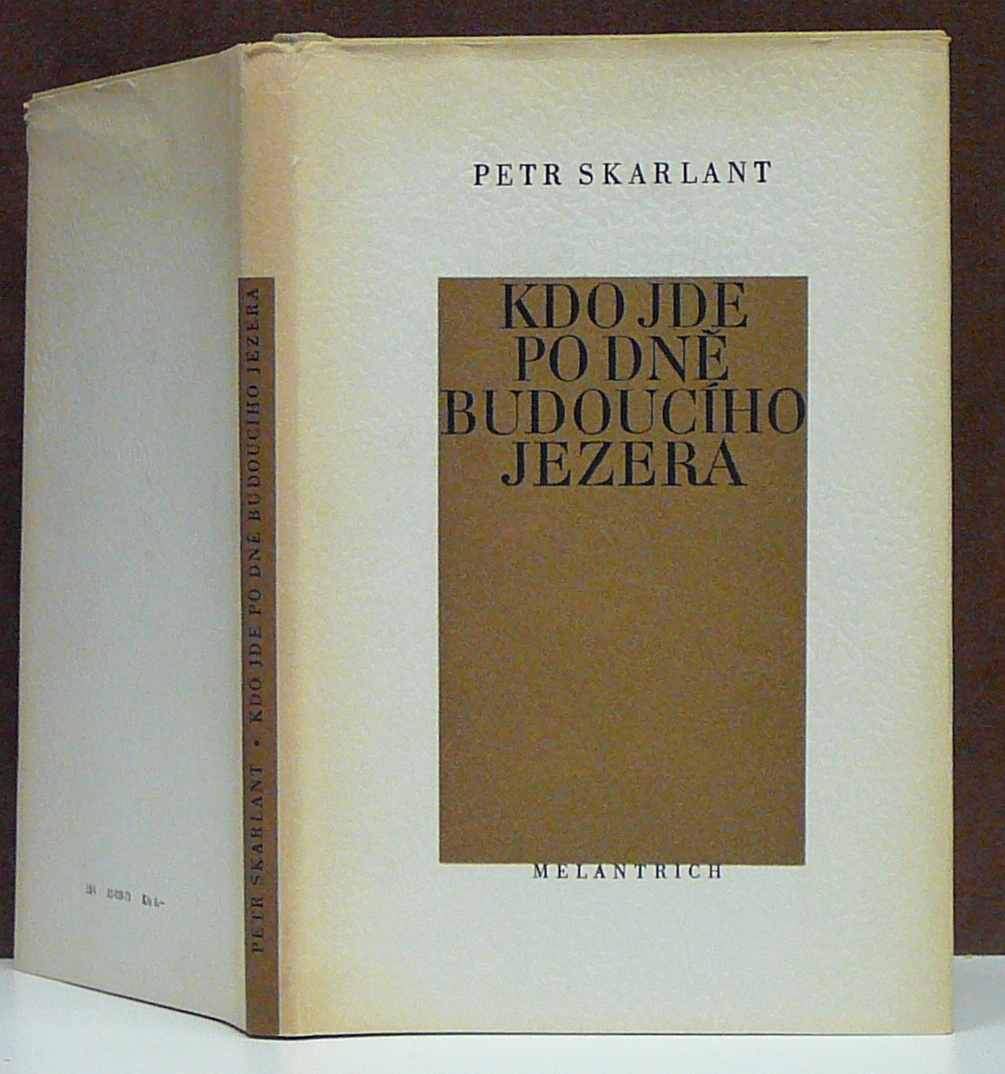 PETR SKARLANT
KDO JDE
PO DNĚ
BUDOUCÍHO
JEZERA
MELANTRICH
PETR SKARLANT • KDO JDE PO DNĚ BUDOUCÍHO JEZERA